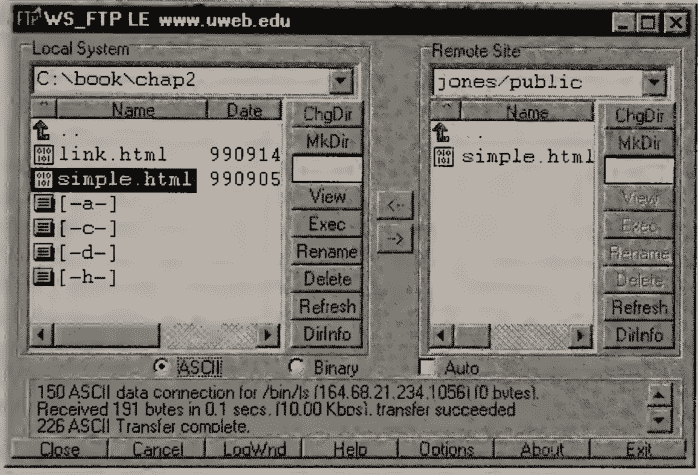 FTP WS_FTP LE www.uweb.edu
Local System
C:\book\chap2
^ Name Date
..
link.html 990914
simple.html 990905
[-a-]
[-c-]
[-d-]
[-h-]
ChgDir
MkDir
View
Exec
Rename
Delete
Refresh
DirInfo
<--
-->
Remote Site
jones/public
^ Name
..
simple.html
ChgDir
MkDir
View
Exec
Rename
Delete
Refresh
DirInfo
ASCII Binary Auto
150 ASCII data connection for /bin/ls (164.68.21.234.1056) (0 bytes).
Received 191 bytes in 0.1 secs, (10.00 Kbps), transfer succeeded
226 ASCII Transfer complete.
Close Cancel LogWnd Help Options About Exit